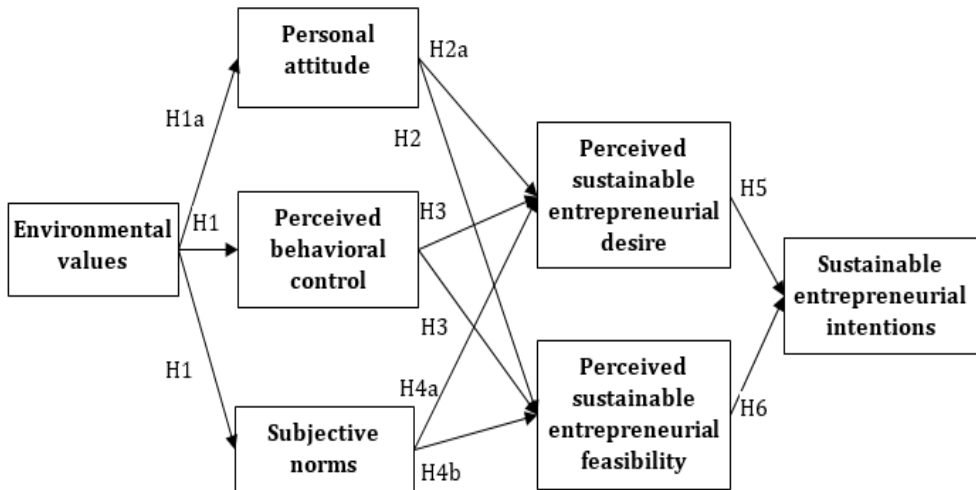 Personal
attitude
H2a
H1a
H2
Perceived
sustainable
entrepreneurial
desire
H5
Environmental
values
H1
Perceived
behavioral
control
H3
Sustainable
entrepreneurial
intentions
H3
H1
H4a
Perceived
sustainable
entrepreneurial
feasibility
H6
Subjective
norms
H4b